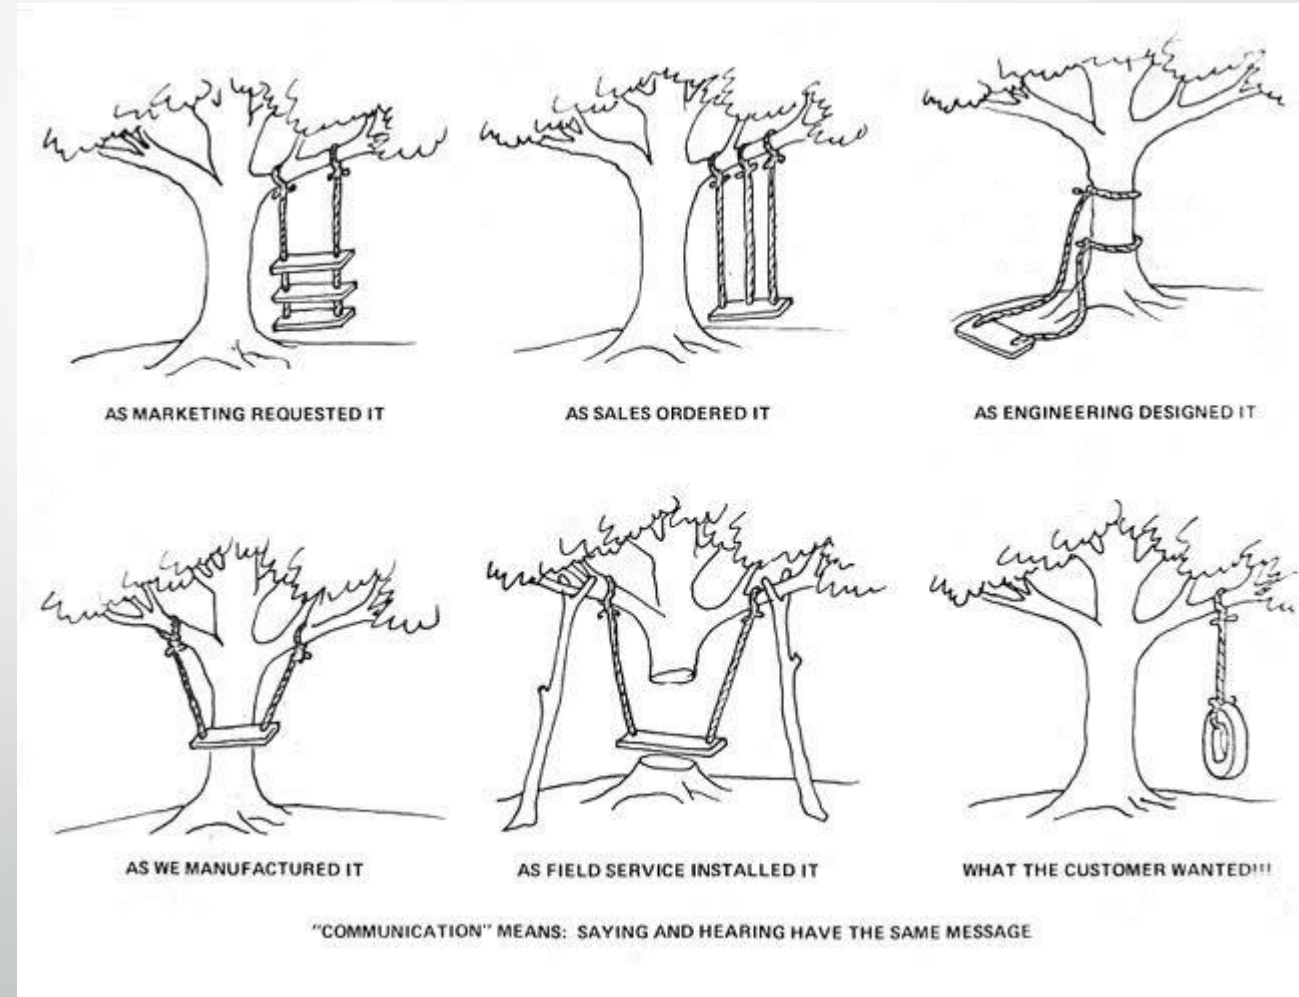 AS MARKETING REQUESTED IT
AS SALES ORDERED IT
AS ENGINEERING DESIGNED IT
AS WE MANUFACTURED IT
AS FIELD SERVICE INSTALLED IT
WHAT THE CUSTOMER WANTED!!!
"COMMUNICATION" MEANS: SAYING AND HEARING HAVE THE SAME MESSAGE